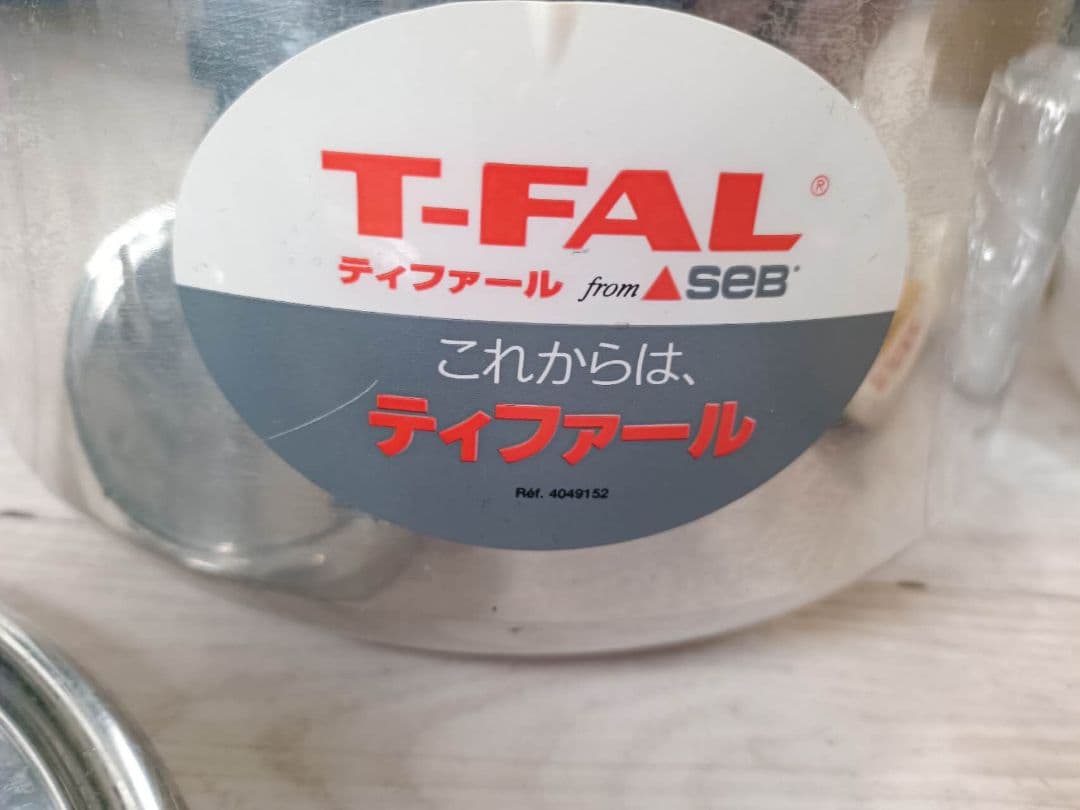 T-FAL®
ティファール from SEB
これからは、
ティファール
Réf. 4049152